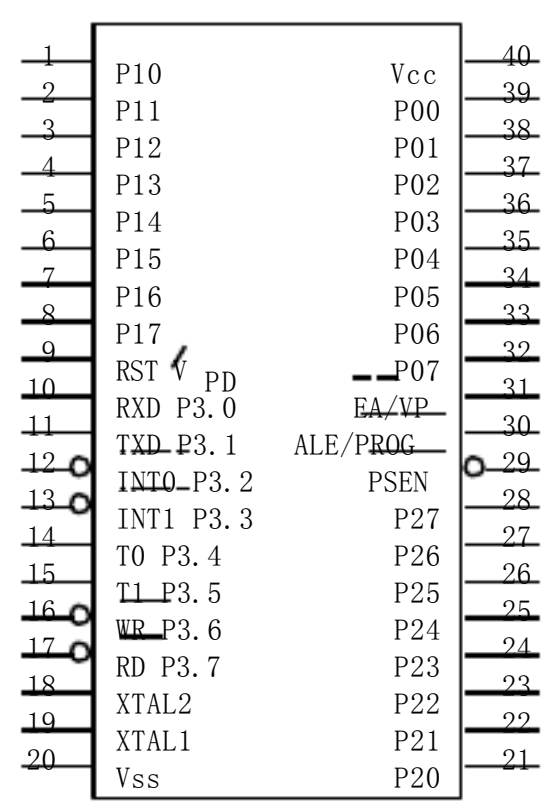 1 40
P10 Vcc
2 39
P11 P00
3 38
P12 P01
4 37
P13 P02
5 36
P14 P03
6 35
P15 P04
7 34
P16 P05
8 33
P17 P06
9 32
RST V PD P07
10 31
RXD P3.0 EA/VP
11 30
TXD P3.1 ALE/PROG
12 29
INT0 P3.2 PSEN
13 28
INT1 P3.3 P27
14 27
T0 P3.4 P26
15 26
T1 P3.5 P25
16 25
WR P3.6 P24
17 24
RD P3.7 P23
18 23
XTAL2 P22
19 22
XTAL1 P21
20 21
Vss P20